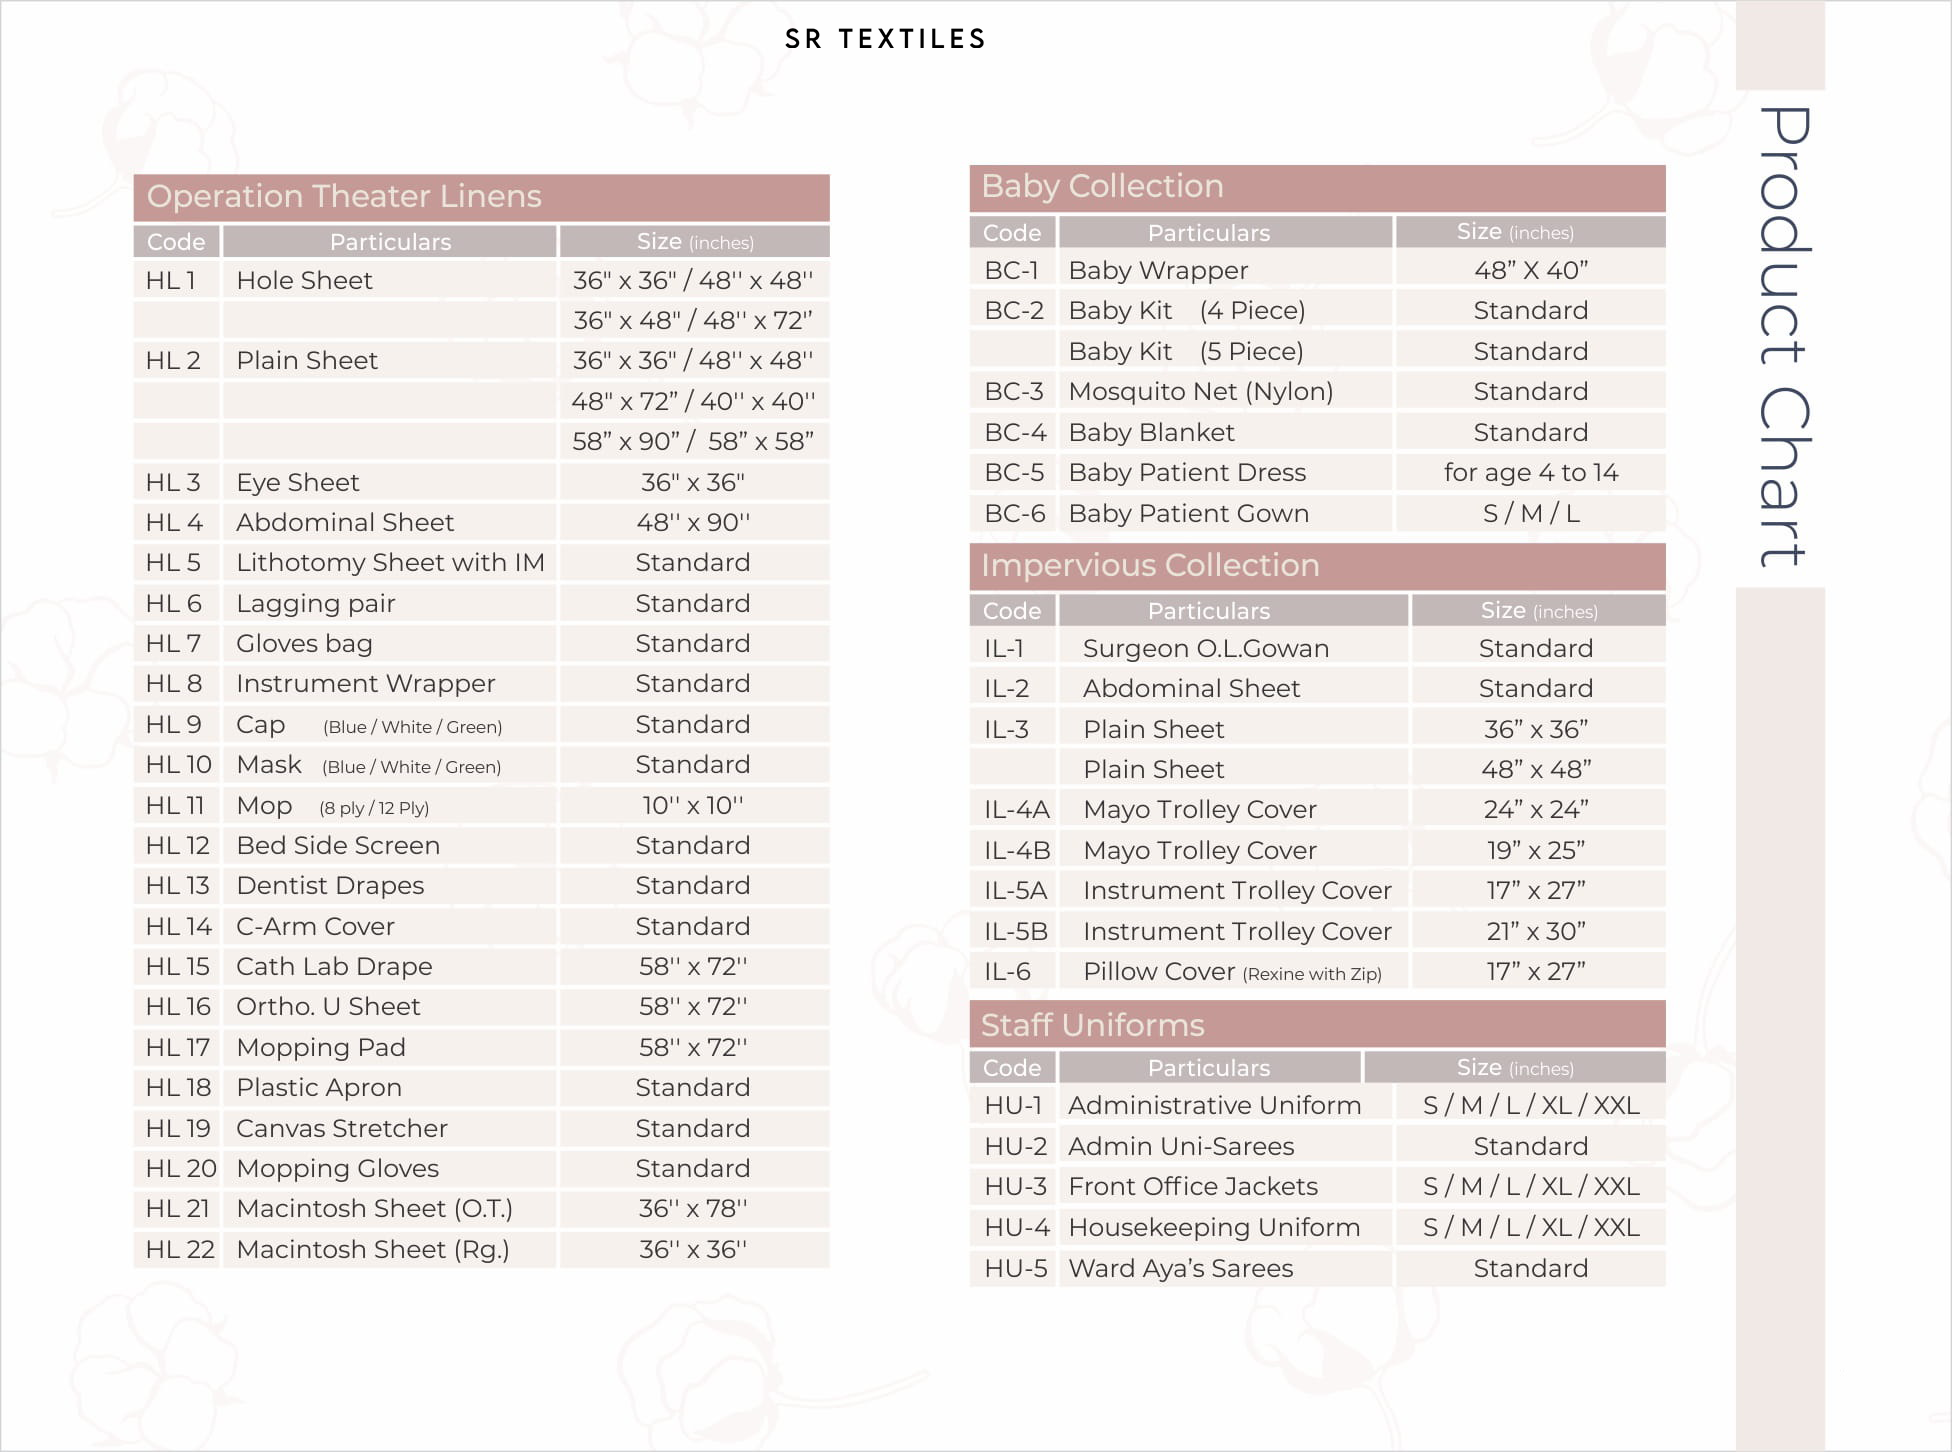 SR TEXTILES
Product Chart
Operation Theater Linens
Code Particulars Size (inches)
HL 1 Hole Sheet 36" x 36" / 48'' x 48''
36" x 48" / 48'' x 72''
HL 2 Plain Sheet 36" x 36" / 48'' x 48''
48" x 72” / 40'' x 40''
58” x 90” / 58” x 58”
HL 3 Eye Sheet 36" x 36"
HL 4 Abdominal Sheet 48'' x 90''
HL 5 Lithotomy Sheet with IM Standard
HL 6 Lagging pair Standard
HL 7 Gloves bag Standard
HL 8 Instrument Wrapper Standard
HL 9 Cap (Blue / White / Green) Standard
HL 10 Mask (Blue / White / Green) Standard
HL 11 Mop (8 ply / 12 Ply) 10'' x 10''
HL 12 Bed Side Screen Standard
HL 13 Dentist Drapes Standard
HL 14 C-Arm Cover Standard
HL 15 Cath Lab Drape 58'' x 72''
HL 16 Ortho. U Sheet 58'' x 72''
HL 17 Mopping Pad 58'' x 72''
HL 18 Plastic Apron Standard
HL 19 Canvas Stretcher Standard
HL 20 Mopping Gloves Standard
HL 21 Macintosh Sheet (O.T.) 36'' x 78''
HL 22 Macintosh Sheet (Rg.) 36'' x 36''
Baby Collection
Code Particulars Size (inches)
BC-1 Baby Wrapper 48” X 40”
BC-2 Baby Kit (4 Piece) Standard
Baby Kit (5 Piece) Standard
BC-3 Mosquito Net (Nylon) Standard
BC-4 Baby Blanket Standard
BC-5 Baby Patient Dress for age 4 to 14
BC-6 Baby Patient Gown S / M / L
Impervious Collection
Code Particulars Size (inches)
IL-1 Surgeon O.L.Gowan Standard
IL-2 Abdominal Sheet Standard
IL-3 Plain Sheet 36” x 36”
Plain Sheet 48” x 48”
IL-4A Mayo Trolley Cover 24” x 24”
IL-4B Mayo Trolley Cover 19” x 25”
IL-5A Instrument Trolley Cover 17” x 27”
IL-5B Instrument Trolley Cover 21” x 30”
IL-6 Pillow Cover (Rexine with Zip) 17” x 27”
Staff Uniforms
Code Particulars Size (inches)
HU-1 Administrative Uniform S / M / L / XL / XXL
HU-2 Admin Uni-Sarees Standard
HU-3 Front Office Jackets S / M / L / XL / XXL
HU-4 Housekeeping Uniform S / M / L / XL / XXL
HU-5 Ward Aya’s Sarees Standard